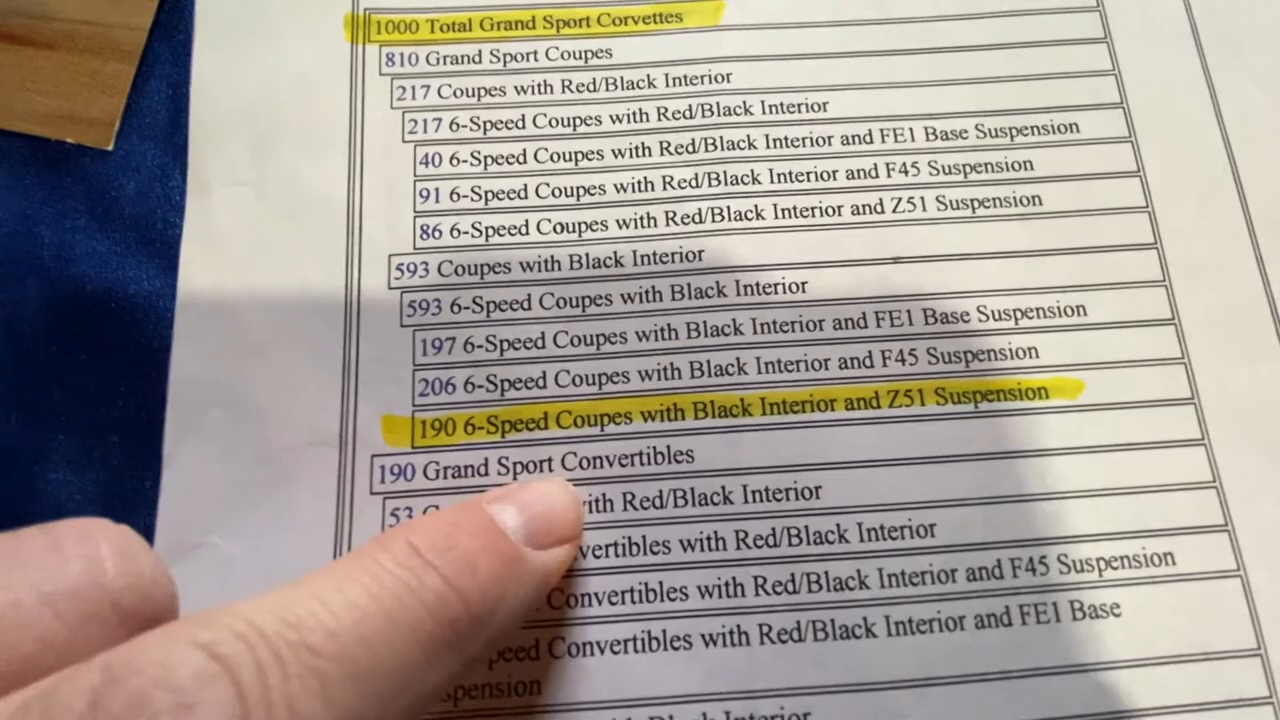 1000 Total Grand Sport Corvettes
810 Grand Sport Coupes
217 Coupes with Red/Black Interior
217 6-Speed Coupes with Red/Black Interior
40 6-Speed Coupes with Red/Black Interior and FE1 Base Suspension
91 6-Speed Coupes with Red/Black Interior and F45 Suspension
86 6-Speed Coupes with Red/Black Interior and Z51 Suspension
593 Coupes with Black Interior
593 6-Speed Coupes with Black Interior
197 6-Speed Coupes with Black Interior and FE1 Base Suspension
206 6-Speed Coupes with Black Interior and F45 Suspension
190 6-Speed Coupes with Black Interior and Z51 Suspension
190 Grand Sport Convertibles
53 with Red/Black Interior
with Red/Black Interior
Convertibles with Red/Black Interior and F45 Suspension
Convertibles with Red/Black Interior and FE1 Base
Interior